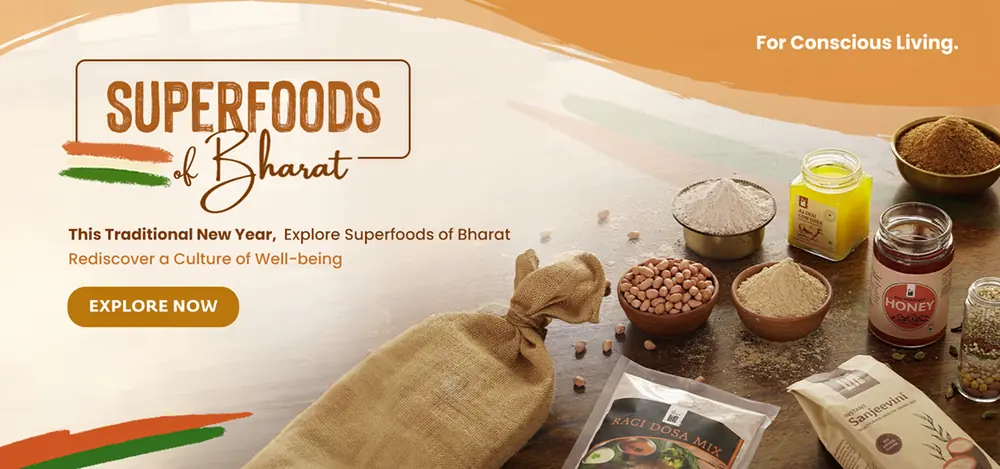 For Conscious Living.
SUPERFOODS
of Bharat
This Traditional New Year, Explore Superfoods of Bharat
Rediscover a Culture of Well-being
EXPLORE NOW
HONEY
RAGI DOSA MIX
INSTANT
Sanjeevini